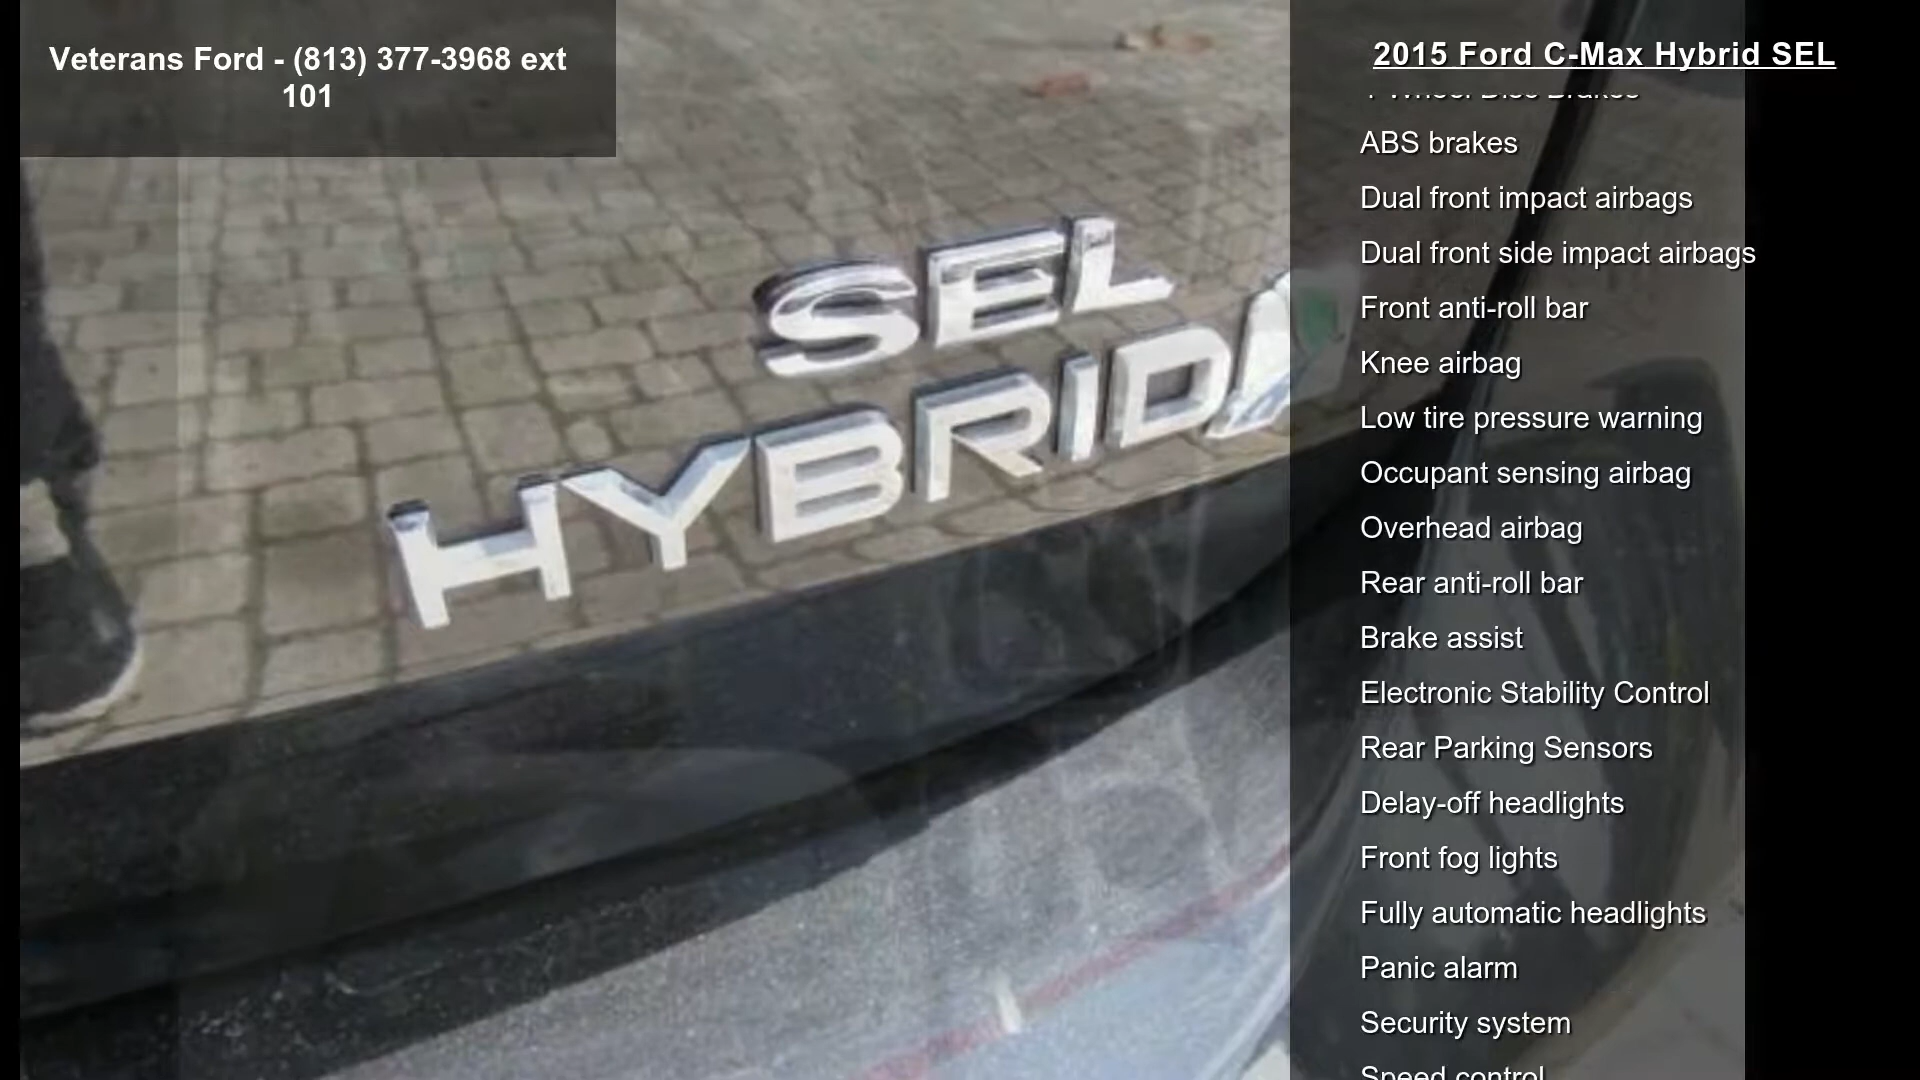 Veterans Ford - (813) 377-3968 ext
101
SEL
HYBRID
2015 Ford C-Max Hybrid SEL
Wheel Disc Brakes
ABS brakes
Dual front impact airbags
Dual front side impact airbags
Front anti-roll bar
Knee airbag
Low tire pressure warning
Occupant sensing airbag
Overhead airbag
Rear anti-roll bar
Brake assist
Electronic Stability Control
Rear Parking Sensors
Delay-off headlights
Front fog lights
Fully automatic headlights
Panic alarm
Security system
Speed control